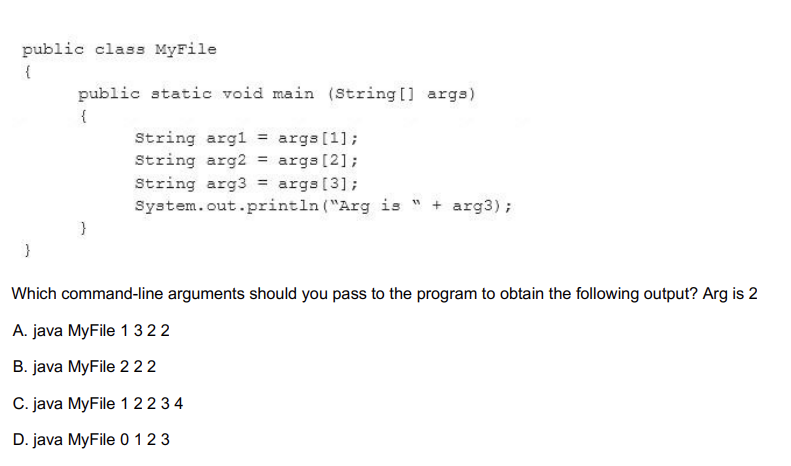 public class MyFile
{
public static void main (String[] args)
{
String arg1 = args[1];
String arg2 = args[2];
String arg3 = args[3];
System.out.println("Arg is " + arg3);
}
}
Which command-line arguments should you pass to the program to obtain the following output? Arg is 2
A. java MyFile 1 3 2 2
B. java MyFile 2 2 2
C. java MyFile 1 2 2 3 4
D. java MyFile 0 1 2 3